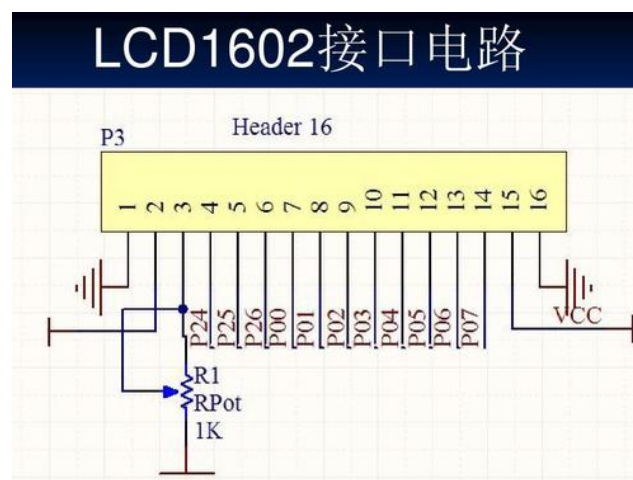 LCD1602接口电路
P3
Header 16
1 2 3 4 5 6 7 8 9 10 11 12 13 14 15 16
P24 P25 P26 P00 P01 P02 P03 P04 P05 P06 P07
VCC
R1
RPot
1K